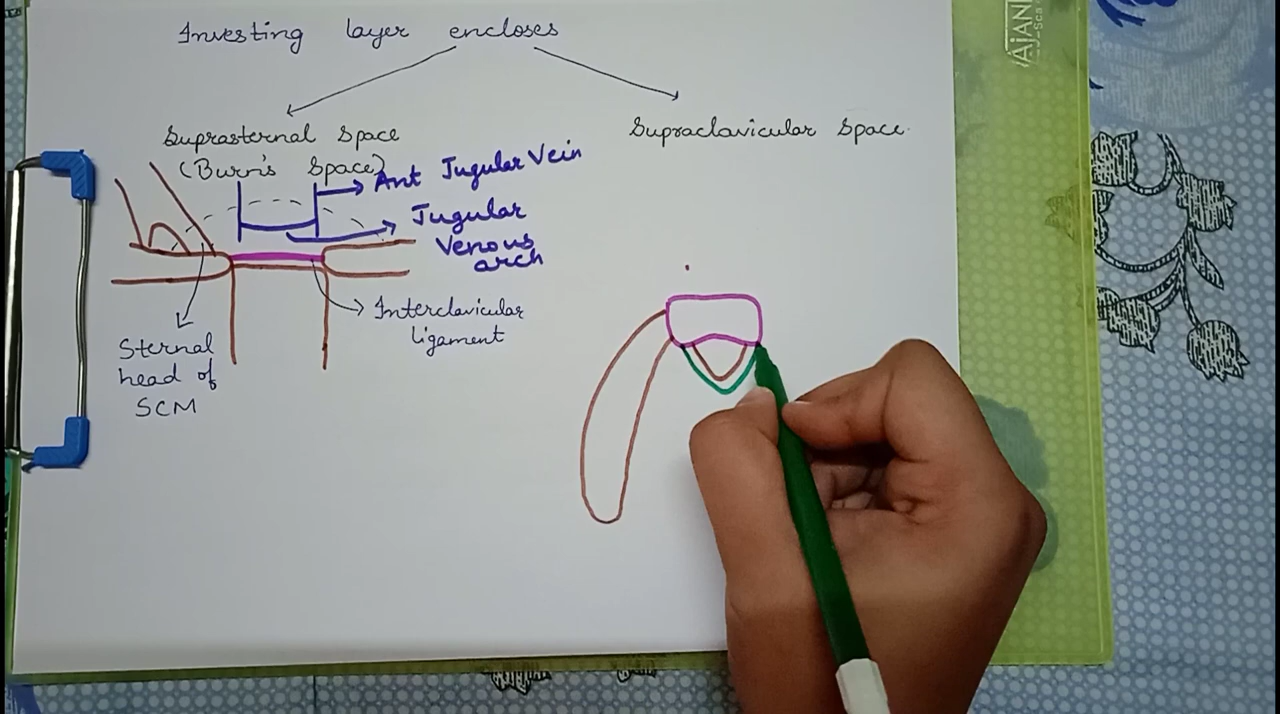 Investing layer encloses
Suprasternal Space
(Burn's Space)
Supraclavicular Space
Ant Jugular Vein
Jugular
Venous
arch
Interclavicular
ligament
Sternal
head of
SCM
AJANT